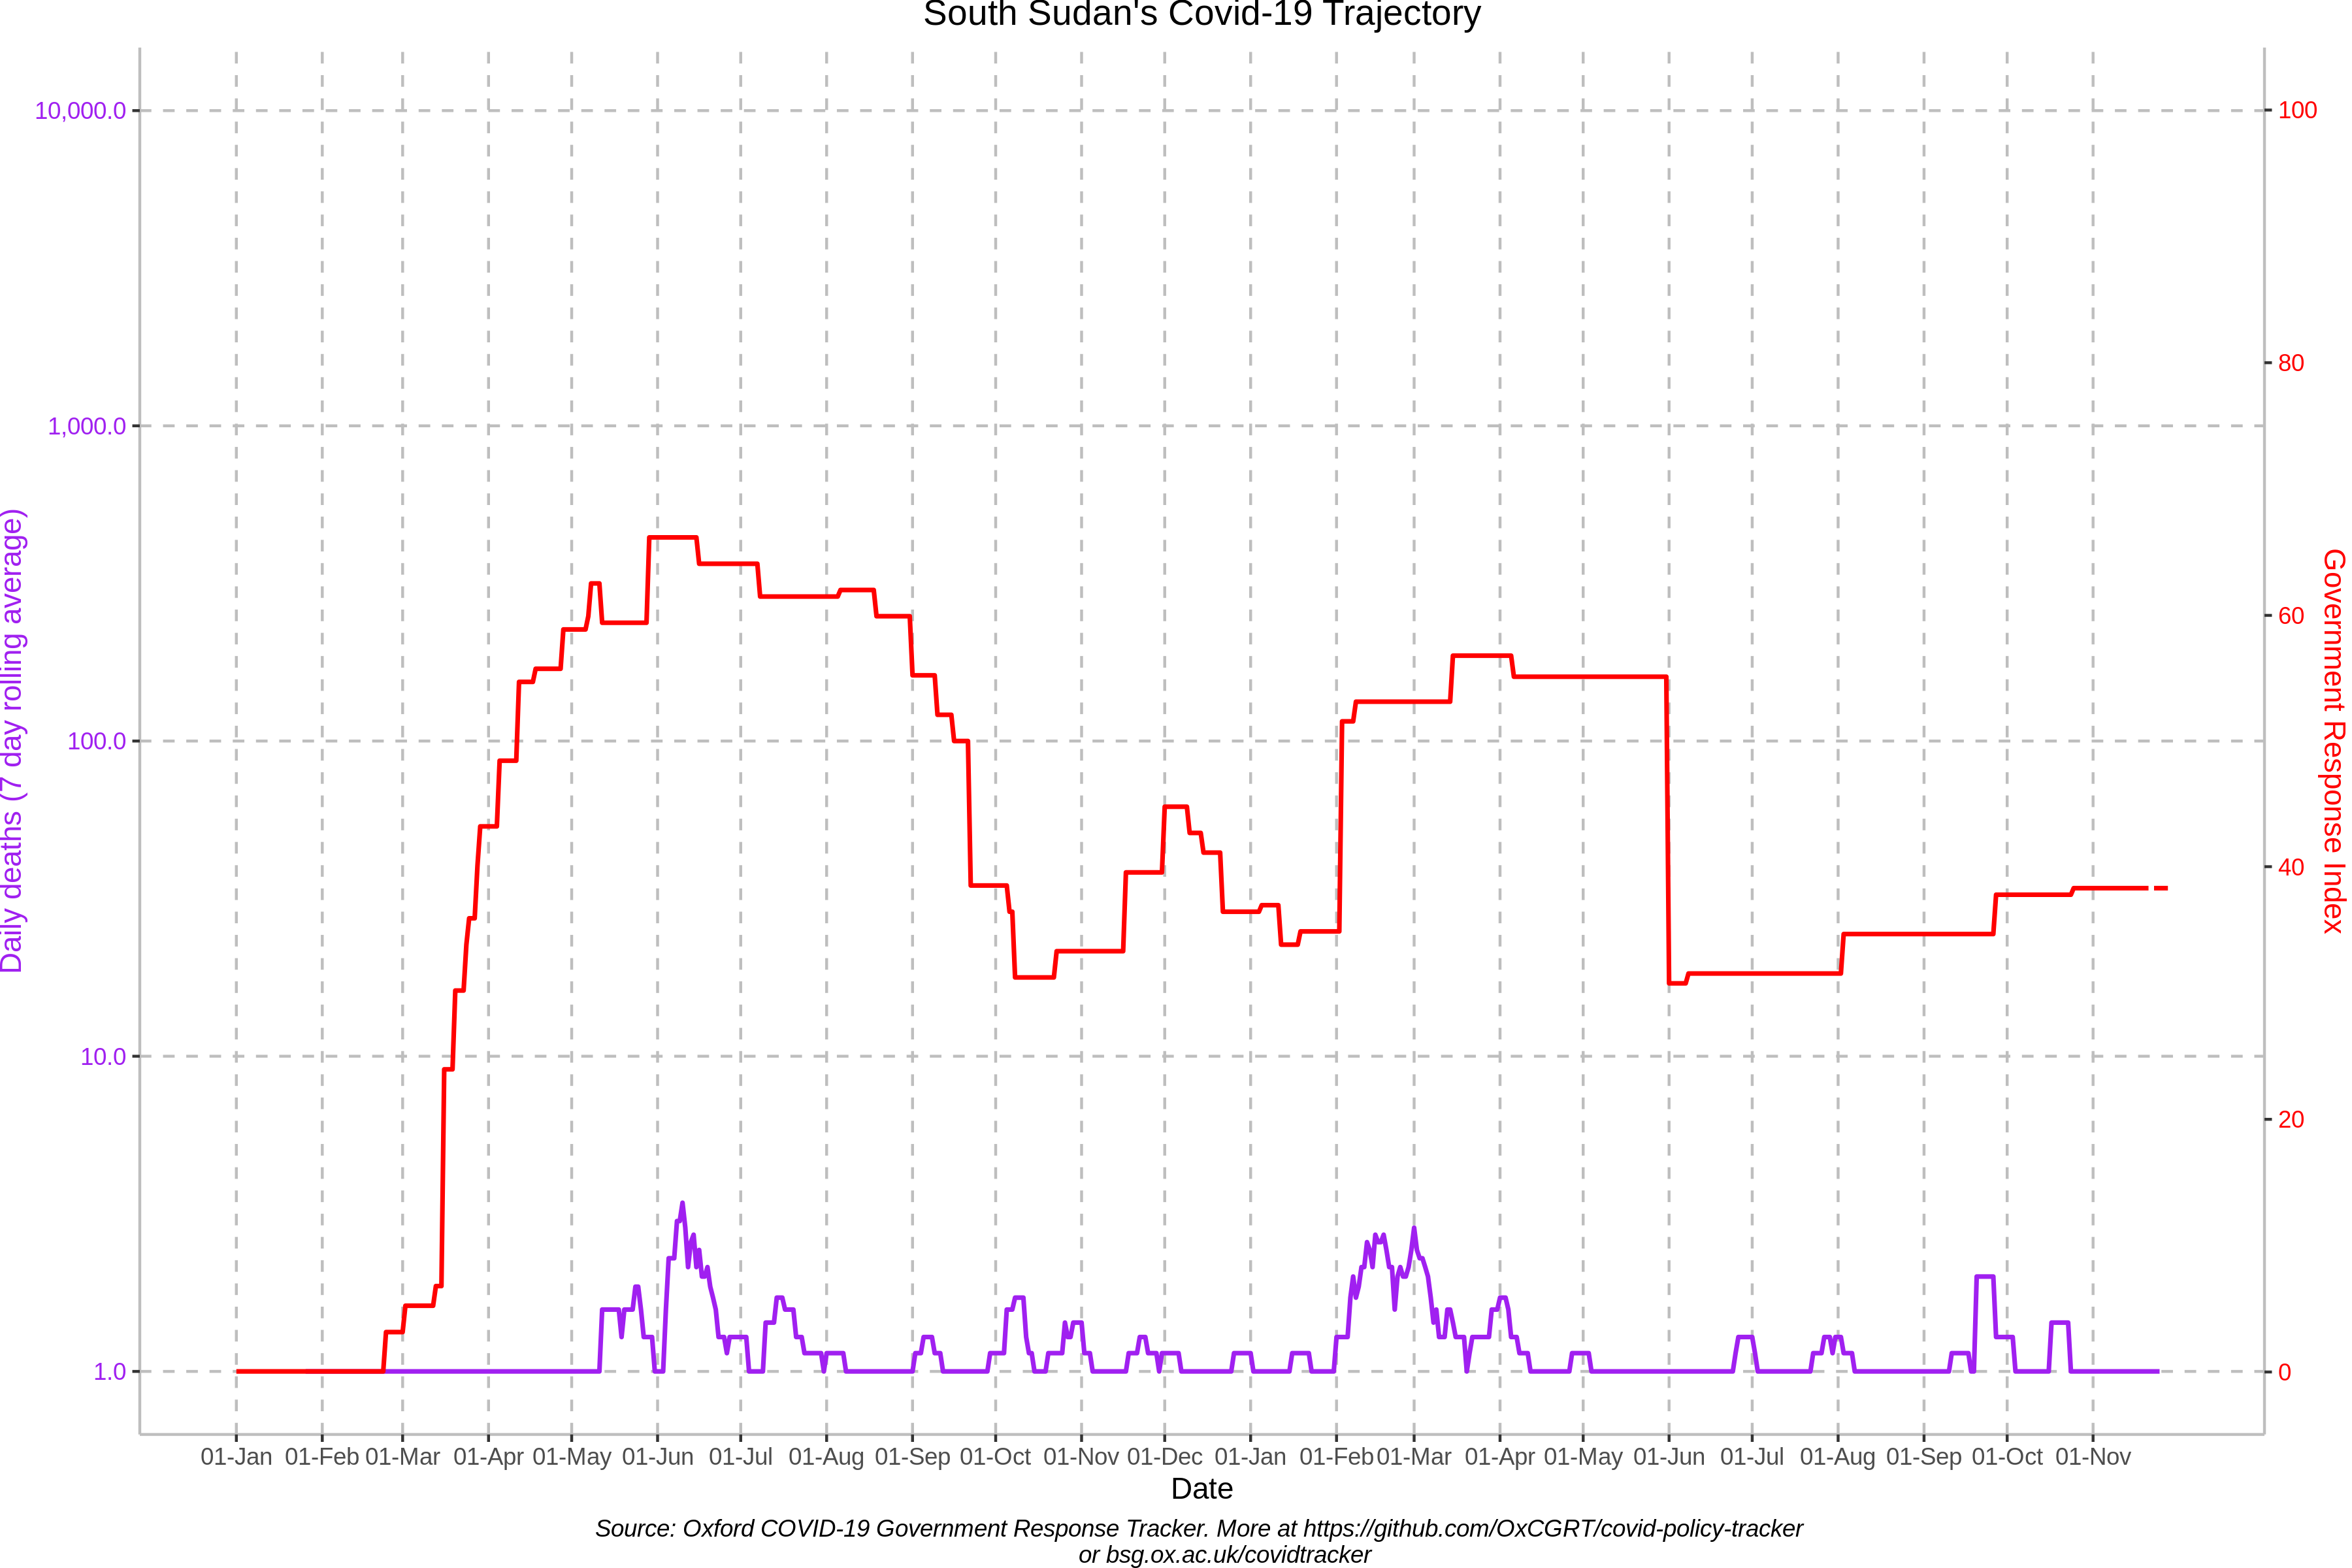 South Sudan's Covid-19 Trajectory
10,000.0
1,000.0
100.0
10.0
1.0
Daily deaths (7 day rolling average)
100
80
60
40
20
0
Government Response Index
01-Jan 01-Feb 01-Mar 01-Apr 01-May 01-Jun 01-Jul 01-Aug 01-Sep 01-Oct 01-Nov 01-Dec 01-Jan 01-Feb 01-Mar 01-Apr 01-May 01-Jun 01-Jul 01-Aug 01-Sep 01-Oct 01-Nov
Date
Source: Oxford COVID-19 Government Response Tracker. More at https://github.com/OxCGRT/covid-policy-tracker
or bsg.ox.ac.uk/covidtracker